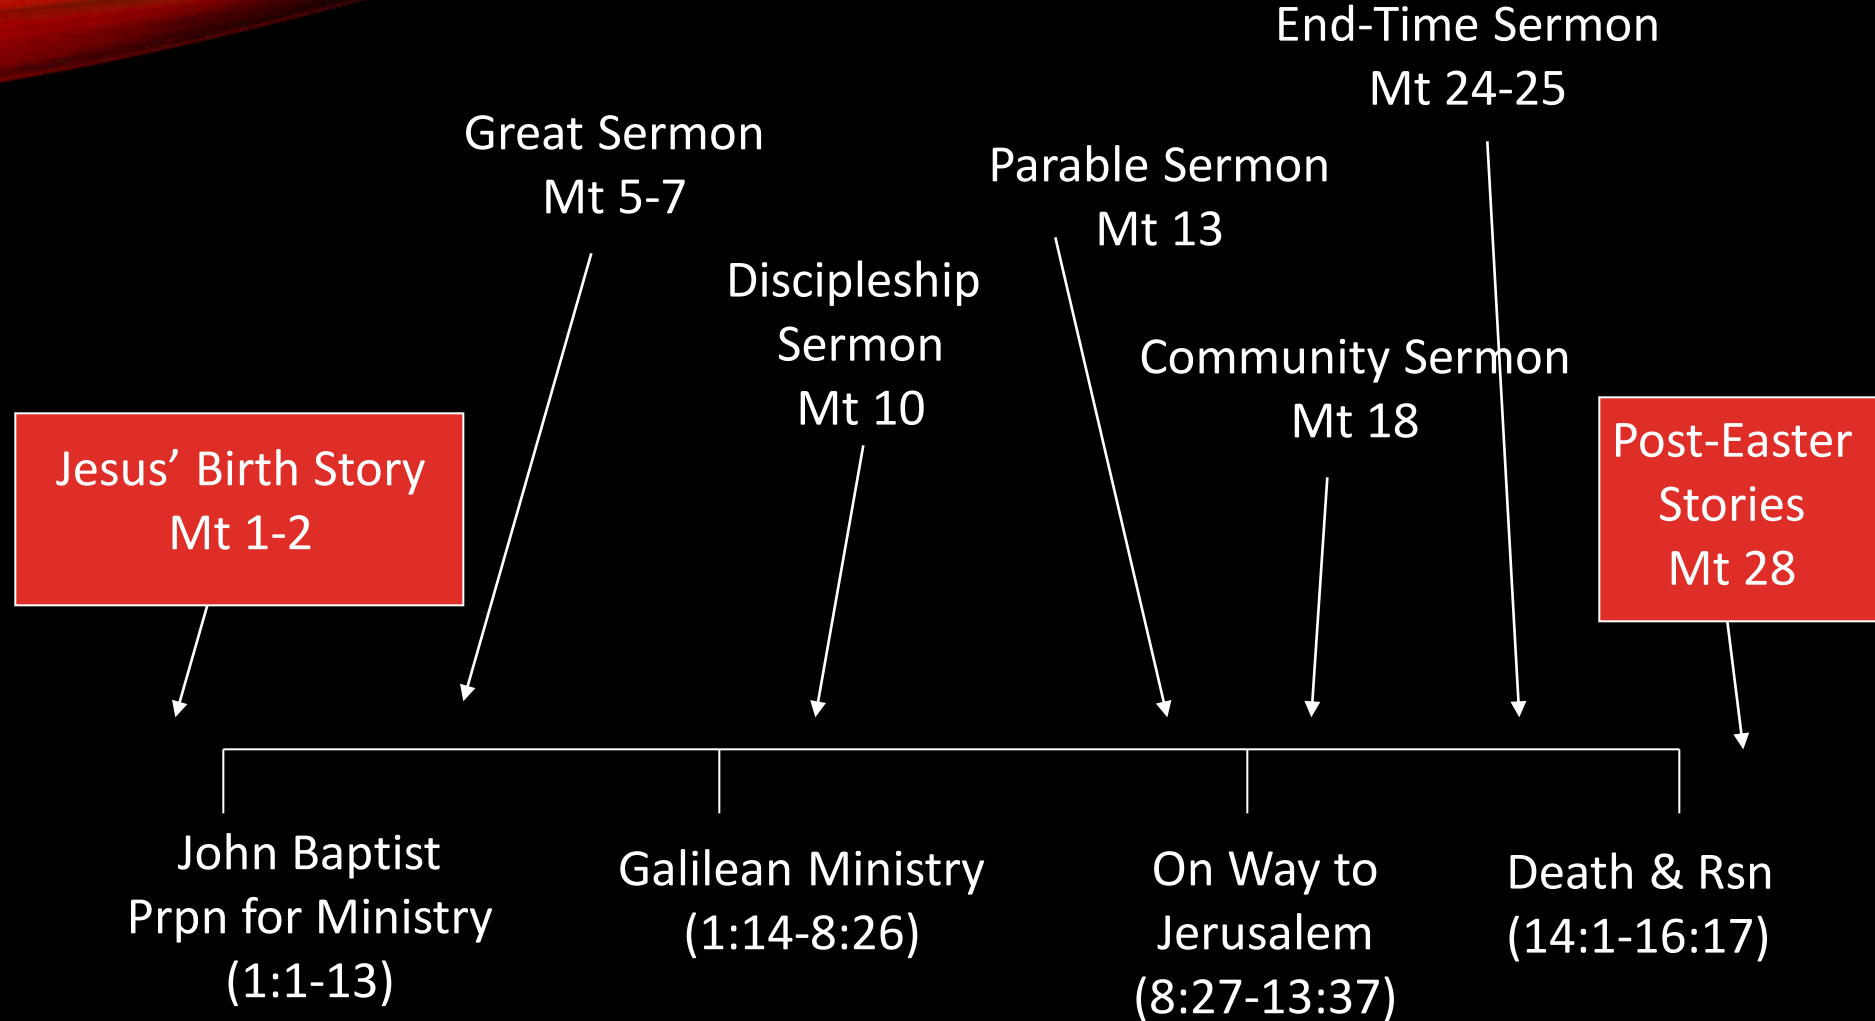 End-Time Sermon
Mt 24-25
Great Sermon
Mt 5-7
Parable Sermon
Mt 13
Discipleship
Sermon
Mt 10
Community Sermon
Mt 18
Jesus’ Birth Story
Mt 1-2
Post-Easter
Stories
Mt 28
John Baptist
Prpn for Ministry
(1:1-13)
Galilean Ministry
(1:14-8:26)
On Way to
Jerusalem
(8:27-13:37)
Death & Rsn
(14:1-16:17)